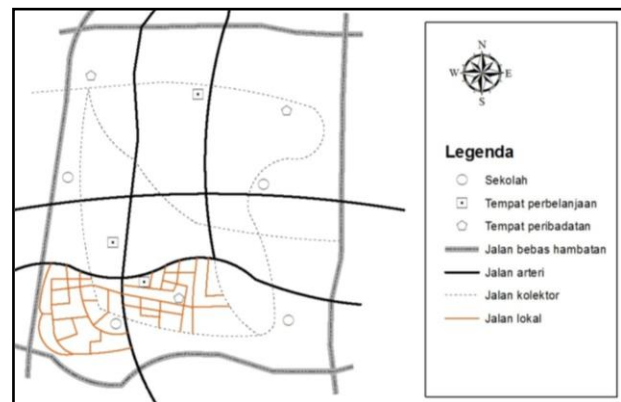 N
W E
S
Legenda
Sekolah
Tempat perbelanjaan
Tempat peribadatan
Jalan bebas hambatan
Jalan arteri
Jalan kolektor
Jalan lokal